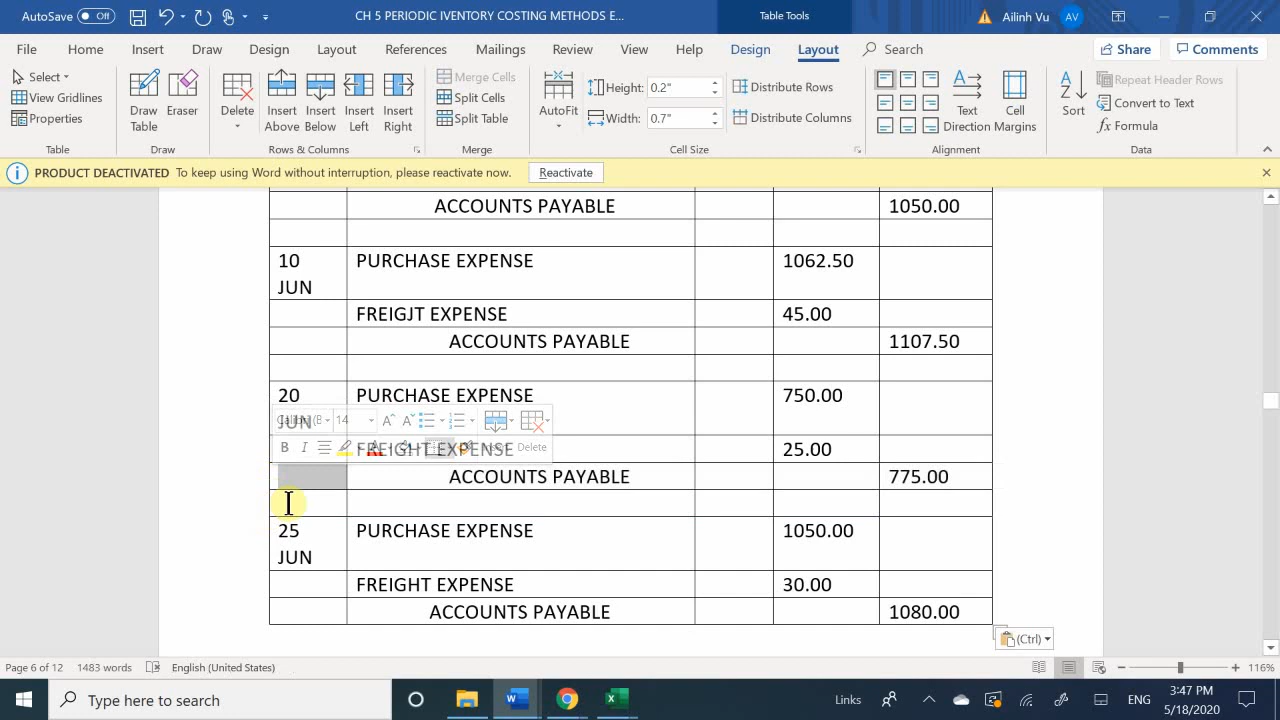 AutoSave Off CH 5 PERIODIC IVENTORY COSTING METHODS E... Table Tools Ailinh Vu AV
File Home Insert Draw Design Layout References Mailings Review View Help Design Layout Search Share Comments
Select Merge Cells Height: 0.2" Distribute Rows Repeat Header Rows
View Gridlines Split Cells Convert to Text
Properties Split Table Width: 0.7" Distribute Columns Formula
Draw Table Eraser Delete Insert Above Insert Below Insert Left Insert Right AutoFit Text Direction Cell Margins Sort
Table Draw Rows & Columns Merge Cell Size Alignment Data
PRODUCT DEACTIVATED To keep using Word without interruption, please reactivate now. Reactivate
ACCOUNTS PAYABLE 1050.00
10 PURCHASE EXPENSE 1062.50
JUN
FREIGJT EXPENSE 45.00
ACCOUNTS PAYABLE 1107.50
20 PURCHASE EXPENSE 750.00
JUN 14
B I FREIGHT EXPENSE Delete 25.00
ACCOUNTS PAYABLE 775.00
25 PURCHASE EXPENSE 1050.00
JUN
FREIGHT EXPENSE 30.00
ACCOUNTS PAYABLE 1080.00
(Ctrl)
Page 6 of 12 1483 words English (United States) 116%
Type here to search Links ENG 3:47 PM
5/18/2020